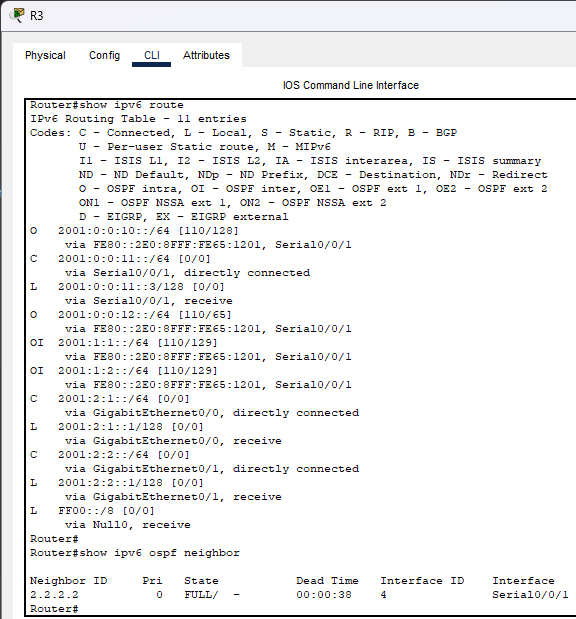 R3
Physical Config CLI Attributes
IOS Command Line Interface
Router#show ipv6 route
IPv6 Routing Table - 11 entries
Codes: C - Connected, L - Local, S - Static, R - RIP, B - BGP
U - Per-user Static route, M - MIPv6
I1 - ISIS L1, I2 - ISIS L2, IA - ISIS interarea, IS - ISIS summary
ND - ND Default, NDp - ND Prefix, DCE - Destination, NDr - Redirect
O - OSPF intra, OI - OSPF inter, OE1 - OSPF ext 1, OE2 - OSPF ext 2
ON1 - OSPF NSSA ext 1, ON2 - OSPF NSSA ext 2
D - EIGRP, EX - EIGRP external
O 2001:0:0:10::/64 [110/128]
via FE80::2E0:8FFF:FE65:1201, Serial0/0/1
C 2001:0:0:11::/64 [0/0]
via Serial0/0/1, directly connected
L 2001:0:0:11::3/128 [0/0]
via Serial0/0/1, receive
O 2001:0:0:12::/64 [110/65]
via FE80::2E0:8FFF:FE65:1201, Serial0/0/1
OI 2001:1:1::/64 [110/129]
via FE80::2E0:8FFF:FE65:1201, Serial0/0/1
OI 2001:1:2::/64 [110/129]
via FE80::2E0:8FFF:FE65:1201, Serial0/0/1
C 2001:2:1::/64 [0/0]
via GigabitEthernet0/0, directly connected
L 2001:2:1::1/128 [0/0]
via GigabitEthernet0/0, receive
C 2001:2:2::/64 [0/0]
via GigabitEthernet0/1, directly connected
L 2001:2:2::1/128 [0/0]
via GigabitEthernet0/1, receive
L FF00::/8 [0/0]
via Null0, receive
Router#
Router#show ipv6 ospf neighbor
Neighbor ID Pri State Dead Time Interface ID Interface
2.2.2.2 0 FULL/ - 00:00:38 4 Serial0/0/1
Router#